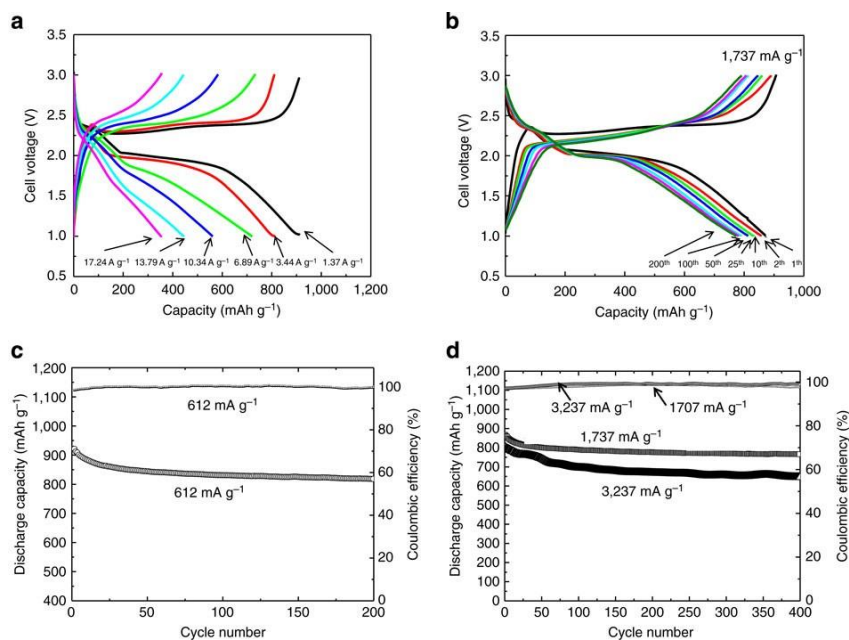 a
Cell voltage (V)
3.0
2.5
2.0
1.5
1.0
0.5
17.24 A g⁻¹ 13.79 A g⁻¹ 10.34 A g⁻¹ 6.89 A g⁻¹ 3.44 A g⁻¹ 1.37 A g⁻¹
0 200 400 600 800 1,000 1,200
Capacity (mAh g⁻¹)
b
1,737 mA g⁻¹
Cell voltage (V)
3.0
2.5
2.0
1.5
1.0
0.5
200th 100th 50th 25th 10th 2th 1th
0 200 400 600 800 1,000
Capacity (mAh g⁻¹)
c
Discharge capacity (mAh g⁻¹)
1,200
1,100
1,000
900
800
700
600
500
400
612 mA g⁻¹
612 mA g⁻¹
100
80
60
40
20
0
Coulombic efficiency (%)
0 50 100 150 200
Cycle number
d
Discharge capacity (mAh g⁻¹)
1,200
1,100
1,000
900
800
700
600
500
400
300
200
100
0
3,237 mA g⁻¹ 1707 mA g⁻¹
1,737 mA g⁻¹
3,237 mA g⁻¹
100
80
60
40
20
0
Coulombic efficiency (%)
0 50 100 150 200 250 300 350 400
Cycle number